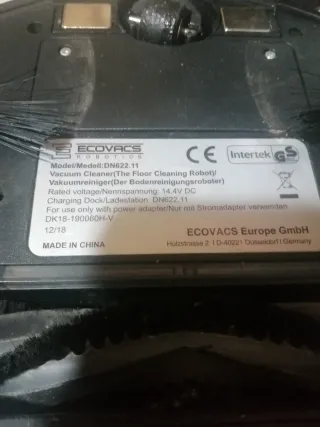 ECOVACS
ROBOTICS
Model/Modell:DN622.11
Vacuum Cleaner(The Floor Cleaning Robot)/
Vakuumreiniger(Der Bodenreinigungsroboter)
Rated voltage/Nennspannung: 14.4V DC
Charging Dock/Ladestation: DN622.11
For use only with power adapter/Nur mit Stromadapter verwenden
DK18-190060H-V
12/18
MADE IN CHINA
CE
Intertek
GS
ECOVACS Europe GmbH
Holzstrasse 2 I D-40221 Düsseldorf I Germany